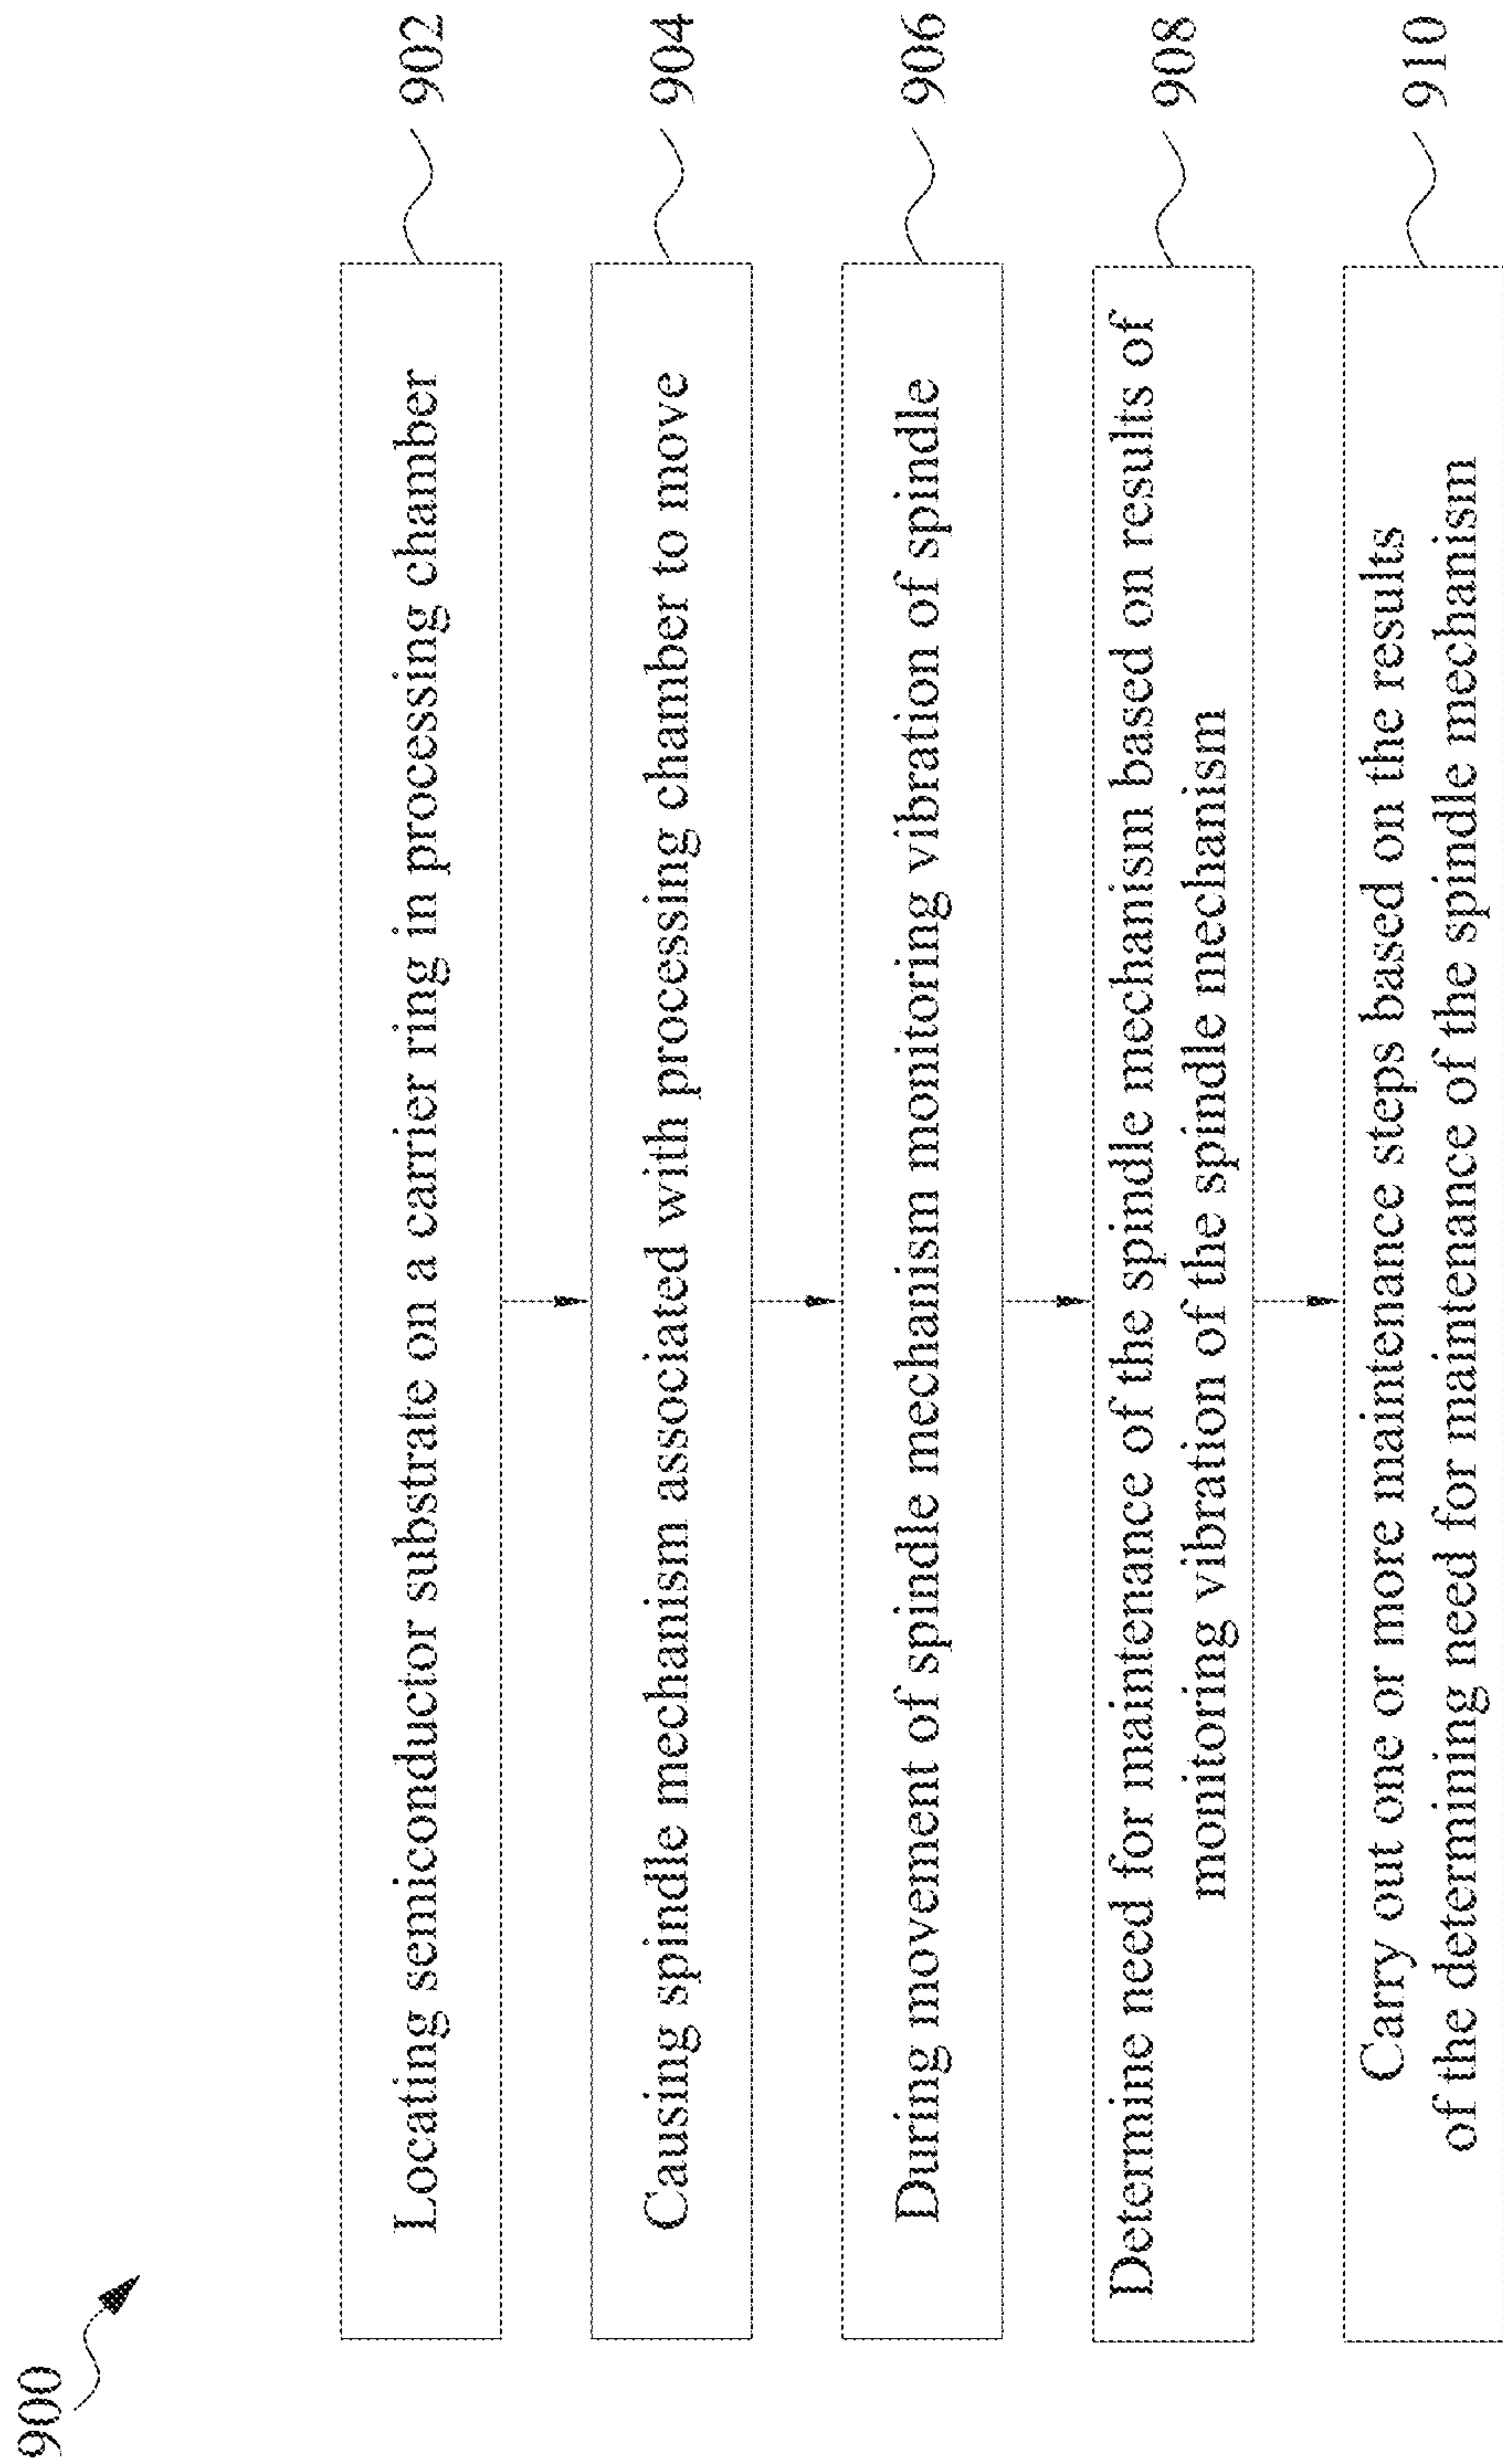 900
Locating semiconductor substrate on a carrier ring in processing chamber
902
Causing spindle mechanism associated with processing chamber to move
904
During movement of spindle mechanism monitoring vibration of spindle
906
Determine need for maintenance of the spindle mechanism based on results of
monitoring vibration of the spindle mechanism
908
Carry out one or more maintenance steps based on the results
of the determining need for maintenance of the spindle mechanism
910